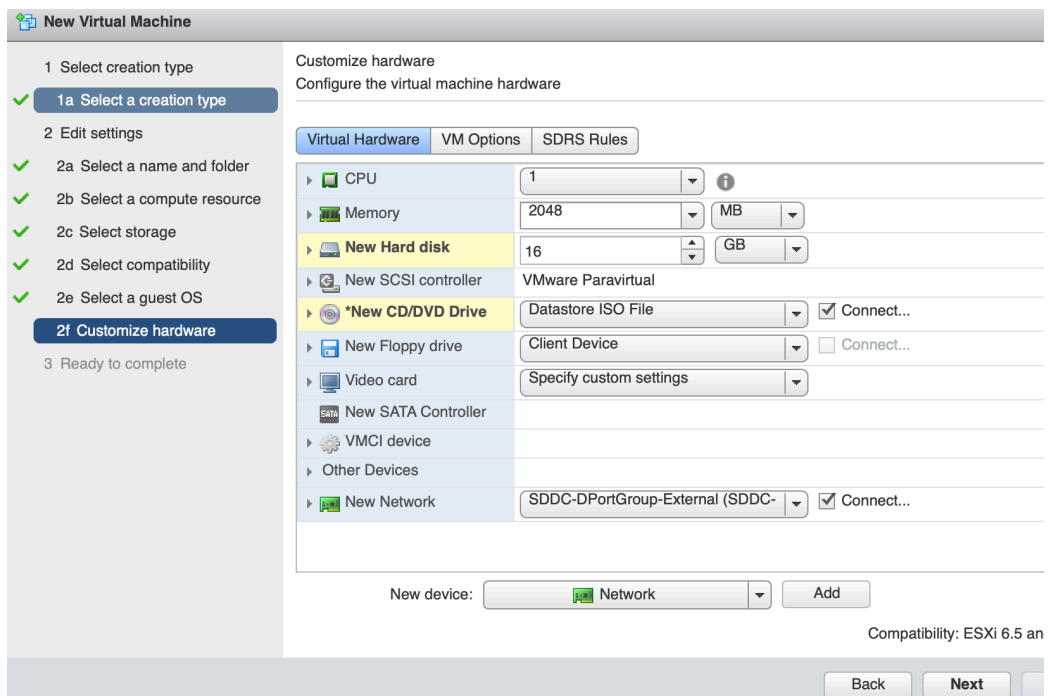 New Virtual Machine
1 Select creation type
1a Select a creation type
2 Edit settings
2a Select a name and folder
2b Select a compute resource
2c Select storage
2d Select compatibility
2e Select a guest OS
2f Customize hardware
3 Ready to complete
Customize hardware
Configure the virtual machine hardware
Virtual Hardware VM Options SDRS Rules
CPU 1
Memory 2048 MB
New Hard disk 16 GB
New SCSI controller VMware Paravirtual
*New CD/DVD Drive Datastore ISO File Connect...
New Floppy drive Client Device Connect...
Video card Specify custom settings
SATA New SATA Controller
VMCI device
Other Devices
New Network SDDC-DPortGroup-External (SDDC- Connect...
New device: Network Add
Compatibility: ESXi 6.5 an
Back Next